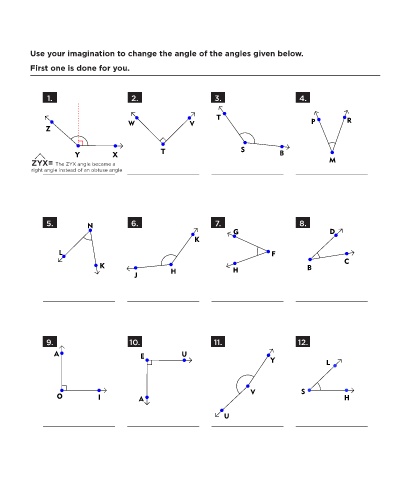 Use your imagination to change the angle of the angles given below.
First one is done for you.
1. 2. 3. 4.
Z Y X
W V T
T S B
P R M
ZYX= The ZYX angle became a
right angle instead of an obtuse angle
5. 6. 7. 8.
N L K
K J H
G F H
D B C
9. 10. 11. 12.
A O I
E U A
Y V U
L S H